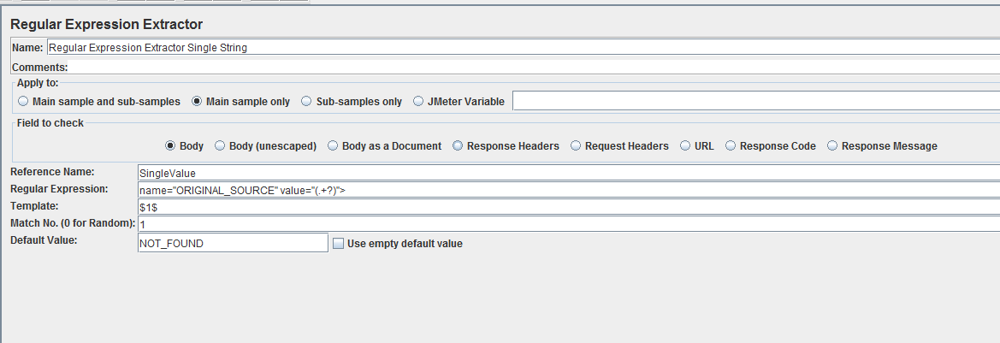 Regular Expression Extractor
Name: Regular Expression Extractor Single String
Comments:
Apply to:
Main sample and sub-samples Main sample only Sub-samples only JMeter Variable
Field to check
Body Body (unescaped) Body as a Document Response Headers Request Headers URL Response Code Response Message
Reference Name: SingleValue
Regular Expression: name="ORIGINAL_SOURCE" value="(.+?)">
Template: $1$
Match No. (0 for Random): 1
Default Value: NOT_FOUND Use empty default value